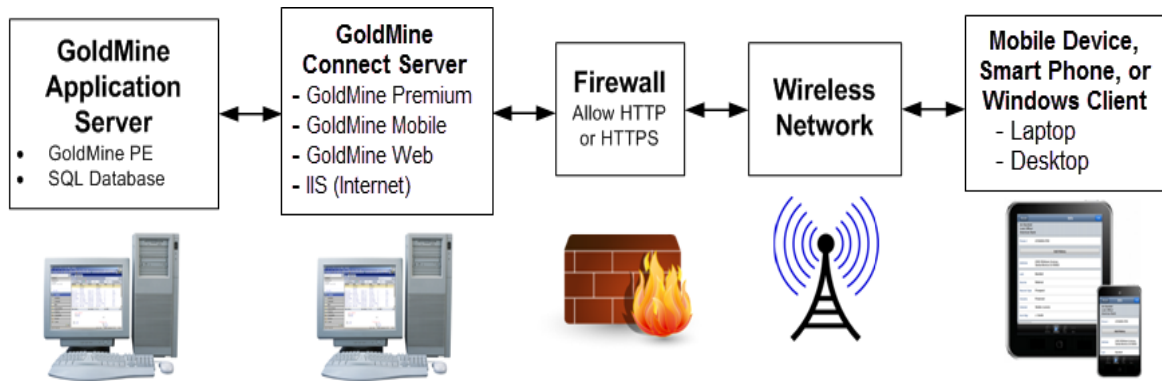 GoldMine
Application
Server
• GoldMine PE
• SQL Database
GoldMine
Connect Server
- GoldMine Premium
- GoldMine Mobile
- GoldMine Web
- IIS (Internet)
Firewall
Allow HTTP
or HTTPS
Wireless
Network
Mobile Device,
Smart Phone, or
Windows Client
- Laptop
- Desktop